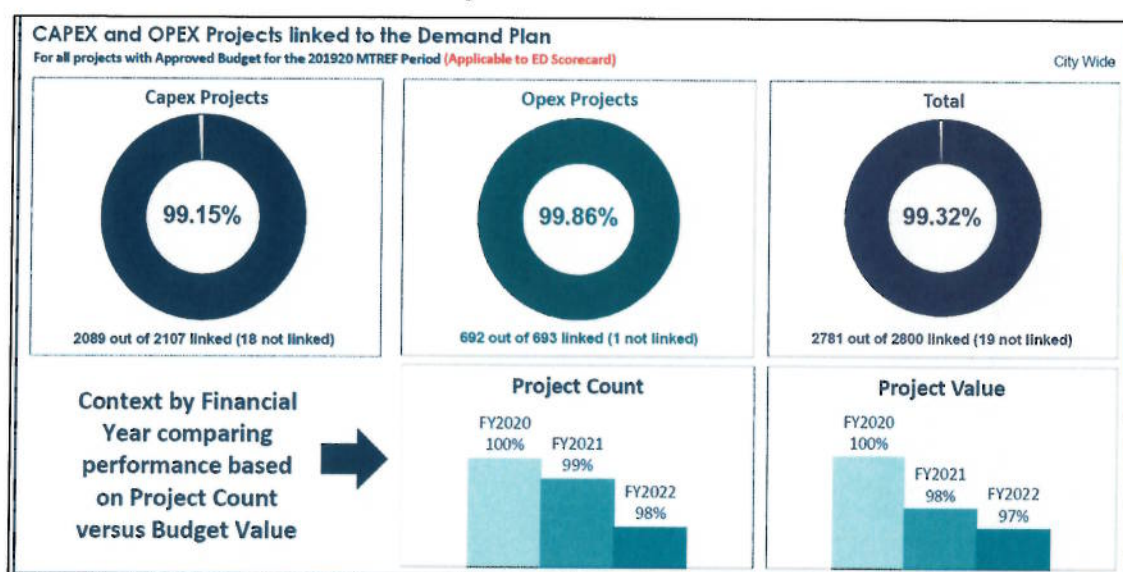 CAPEX and OPEX Projects linked to the Demand Plan
For all projects with Approved Budget for the 201920 MTREF Period (Applicable to ED Scorecard)
City Wide
Capex Projects
99.15%
2089 out of 2107 linked (18 not linked)
Opex Projects
99.86%
692 out of 693 linked (1 not linked)
Total
99.32%
2781 out of 2800 linked (19 not linked)
Context by Financial
Year comparing
performance based
on Project Count
versus Budget Value
Project Count
FY2020
100%
FY2021
99%
FY2022
98%
Project Value
FY2020
100%
FY2021
98%
FY2022
97%